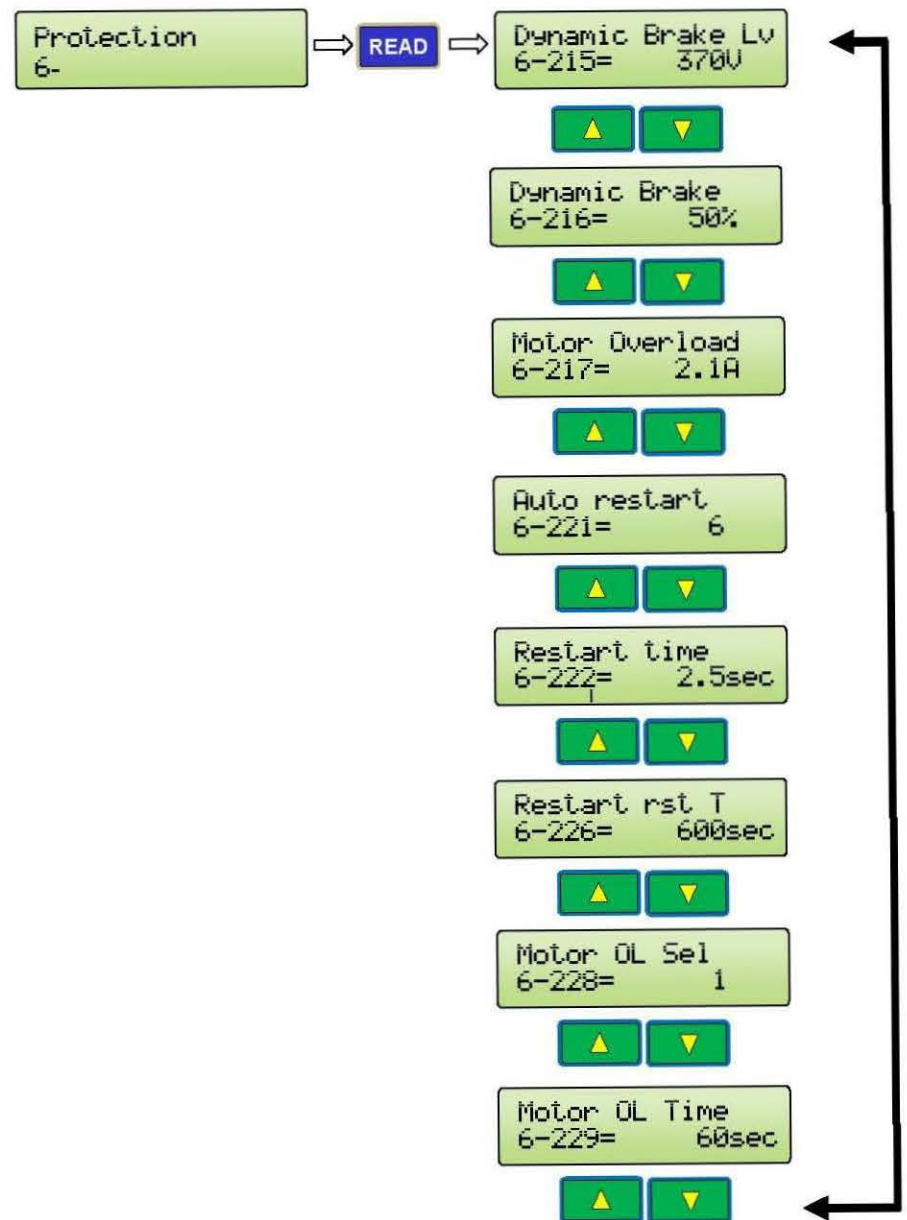 Protection
6-
READ
Dynamic Brake Lv
6-215= 370V
Dynamic Brake
6-216= 50%
Motor Overload
6-217= 2.1A
Auto restart
6-221= 6
Restart time
6-222= 2.5sec
Restart rst T
6-226= 600sec
Motor OL Sel
6-228= 1
Motor OL Time
6-229= 60sec